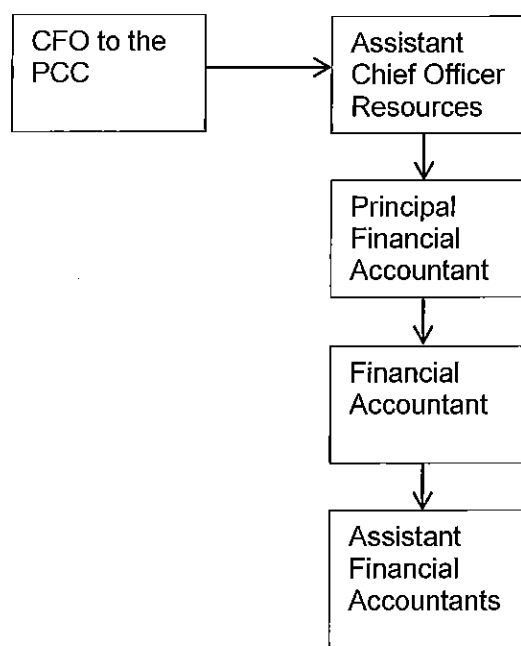 CFO to the
PCC
Assistant
Chief Officer
Resources
Principal
Financial
Accountant
Financial
Accountant
Assistant
Financial
Accountants